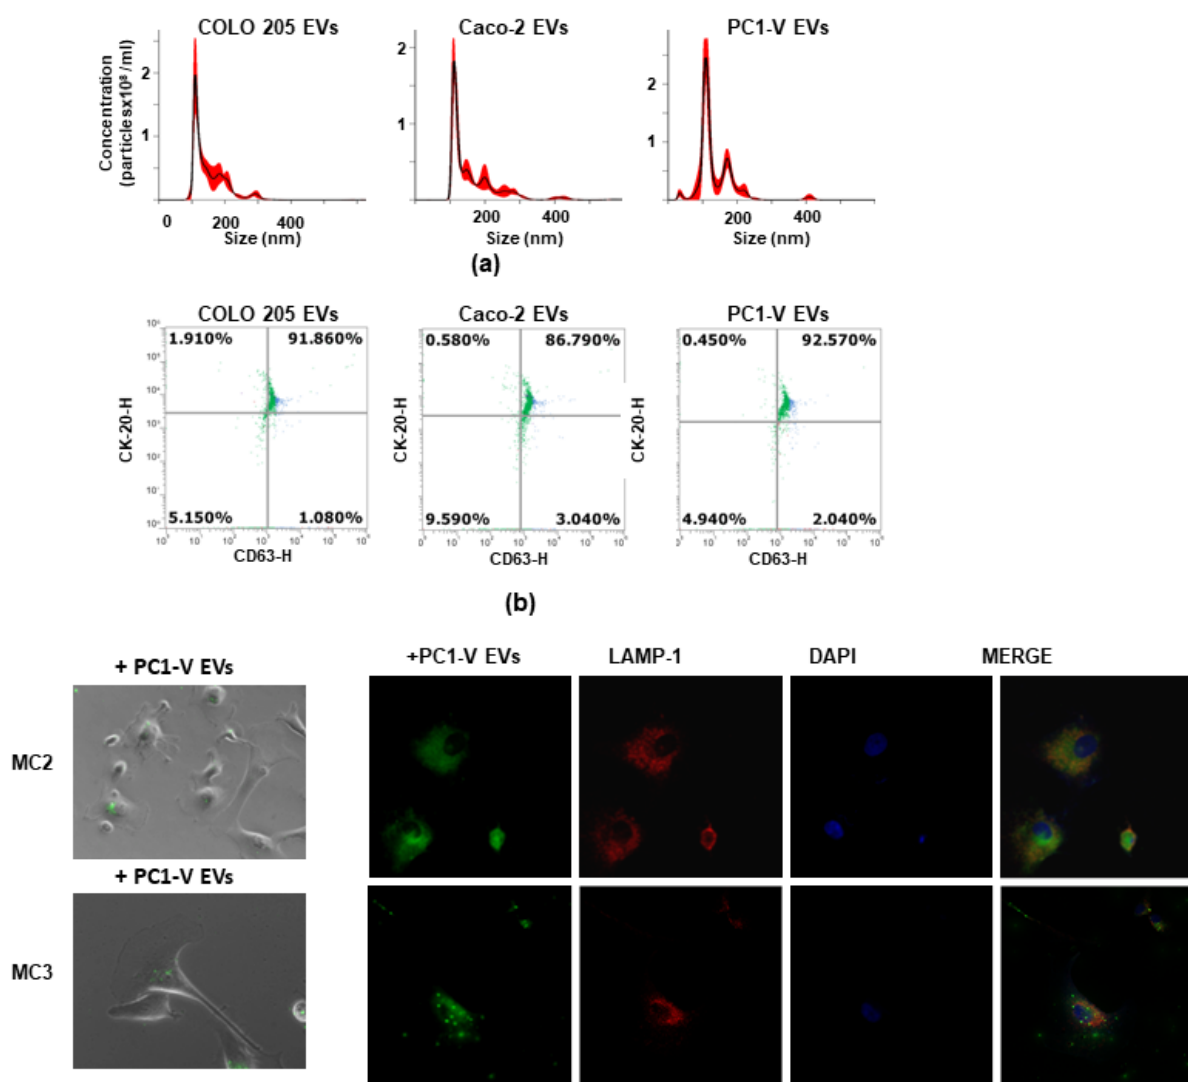 COLO 205 EVs Caco-2 EVs PC1-V EVs
Concentration
(particlesx10⁸/ml)
2 2 2
1 1 1
0 200 400 200 400 200 400
Size (nm) Size (nm) Size (nm)
(a)
COLO 205 EVs Caco-2 EVs PC1-V EVs
1.910% 91.860% 0.580% 86.790% 0.450% 92.570%
CK-20-H CK-20-H CK-20-H
5.150% 1.080% 9.590% 3.040% 4.940% 2.040%
CD63-H CD63-H CD63-H
(b)
+PC1-V EVs LAMP-1 DAPI MERGE
+ PC1-V EVs
MC2
+ PC1-V EVs
MC3